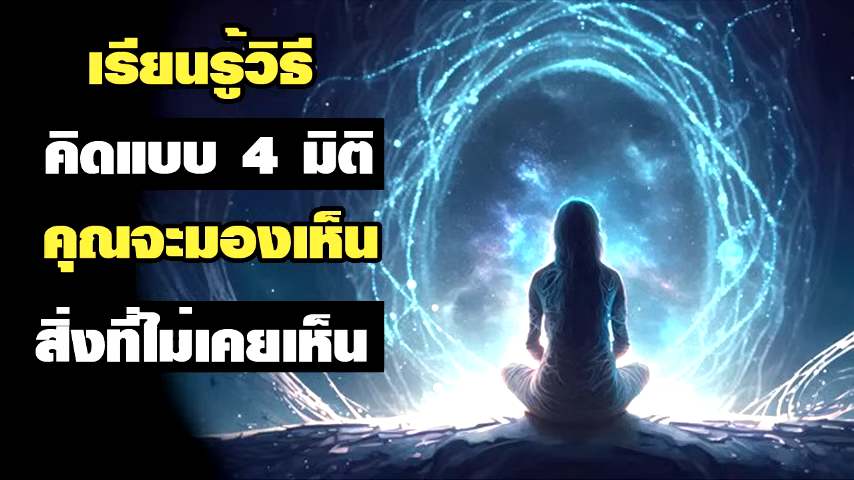 เรียนรู้วิธี
คิดแบบ 4 มิติ
คุณจะมองเห็น
สิ่งที่ไม่เคยเห็น